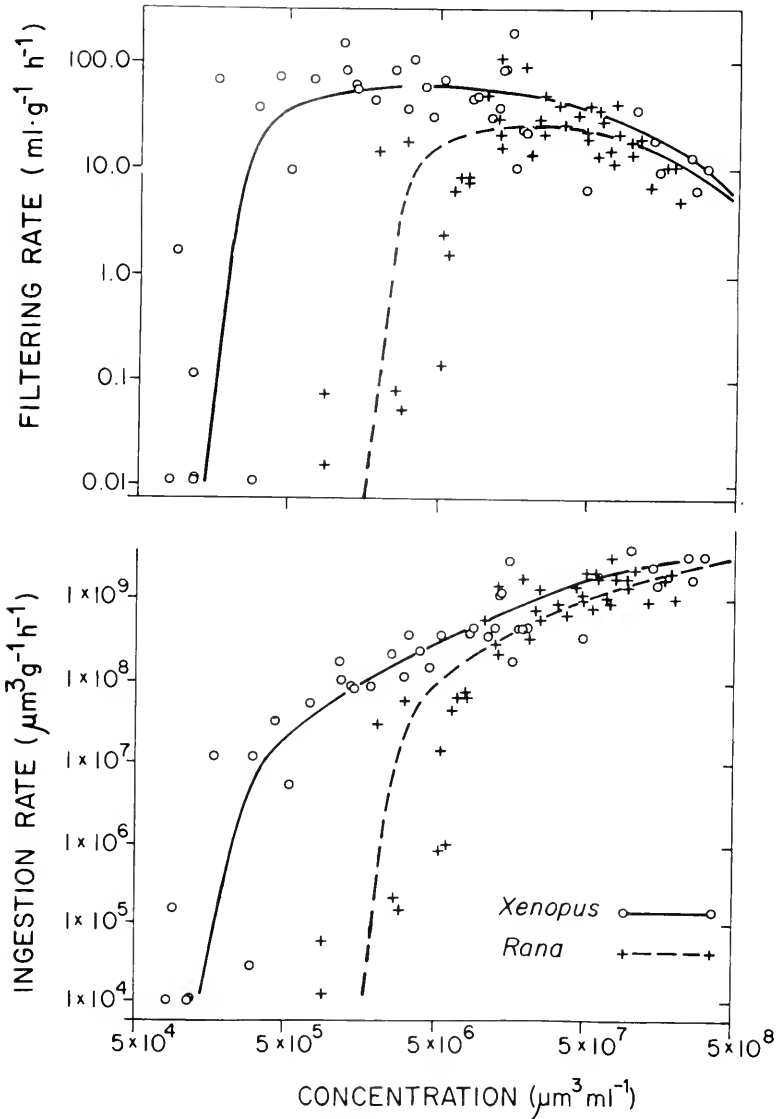 FILTERING RATE (ml·g⁻¹ h⁻¹)
100.0
10.0
1.0
0.1
0.01
INGESTION RATE (μm³g⁻¹h⁻¹)
1 × 10⁹
1 × 10⁸
1 × 10⁷
1 × 10⁶
1 × 10⁵
1 × 10⁴
Xenopus
Rana
5×10⁴
5×10⁵
5×10⁶
5×10⁷
5×10⁸
CONCENTRATION (μm³ ml⁻¹)